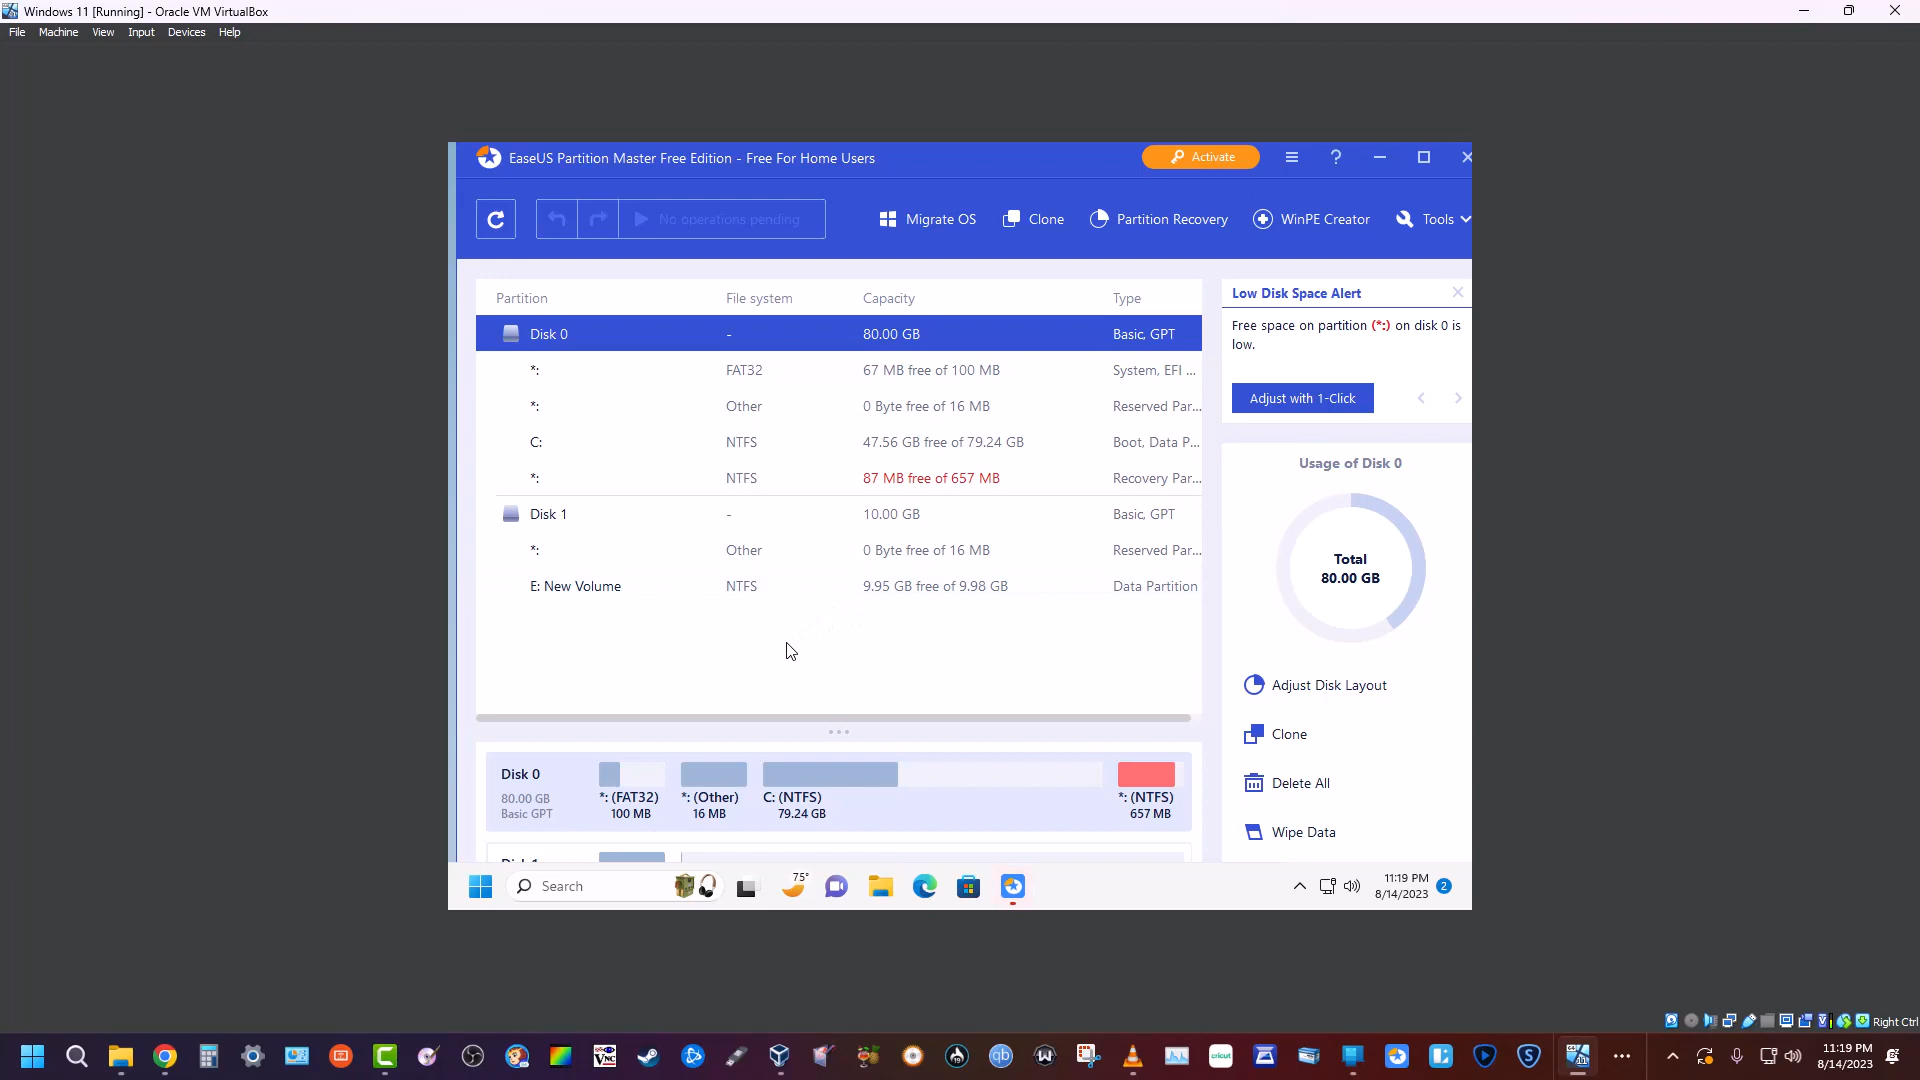 Windows 11 [Running] - Oracle VM VirtualBox
File Machine View Input Devices Help
EaseUS Partition Master Free Edition - Free For Home Users
Activate
?
No operations pending
Migrate OS
Clone
Partition Recovery
WinPE Creator
Tools
Partition File system Capacity Type
Disk 0 - 80.00 GB Basic, GPT
*: FAT32 67 MB free of 100 MB System, EFI ...
*: Other 0 Byte free of 16 MB Reserved Par...
C: NTFS 47.56 GB free of 79.24 GB Boot, Data P...
*: NTFS 87 MB free of 657 MB Recovery Par...
Disk 1 - 10.00 GB Basic, GPT
*: Other 0 Byte free of 16 MB Reserved Par...
E: New Volume NTFS 9.95 GB free of 9.98 GB Data Partition
Low Disk Space Alert
Free space on partition (*:) on disk 0 is
low.
Adjust with 1-Click
Usage of Disk 0
Total
80.00 GB
Adjust Disk Layout
Clone
Delete All
Wipe Data
Disk 0
80.00 GB
Basic GPT
*: (FAT32)
100 MB
*: (Other)
16 MB
C: (NTFS)
79.24 GB
*: (NTFS)
657 MB
Search
75°
11:19 PM
8/14/2023
2
Right Ctrl
VNC
qb
cricut
S
11:19 PM
8/14/2023